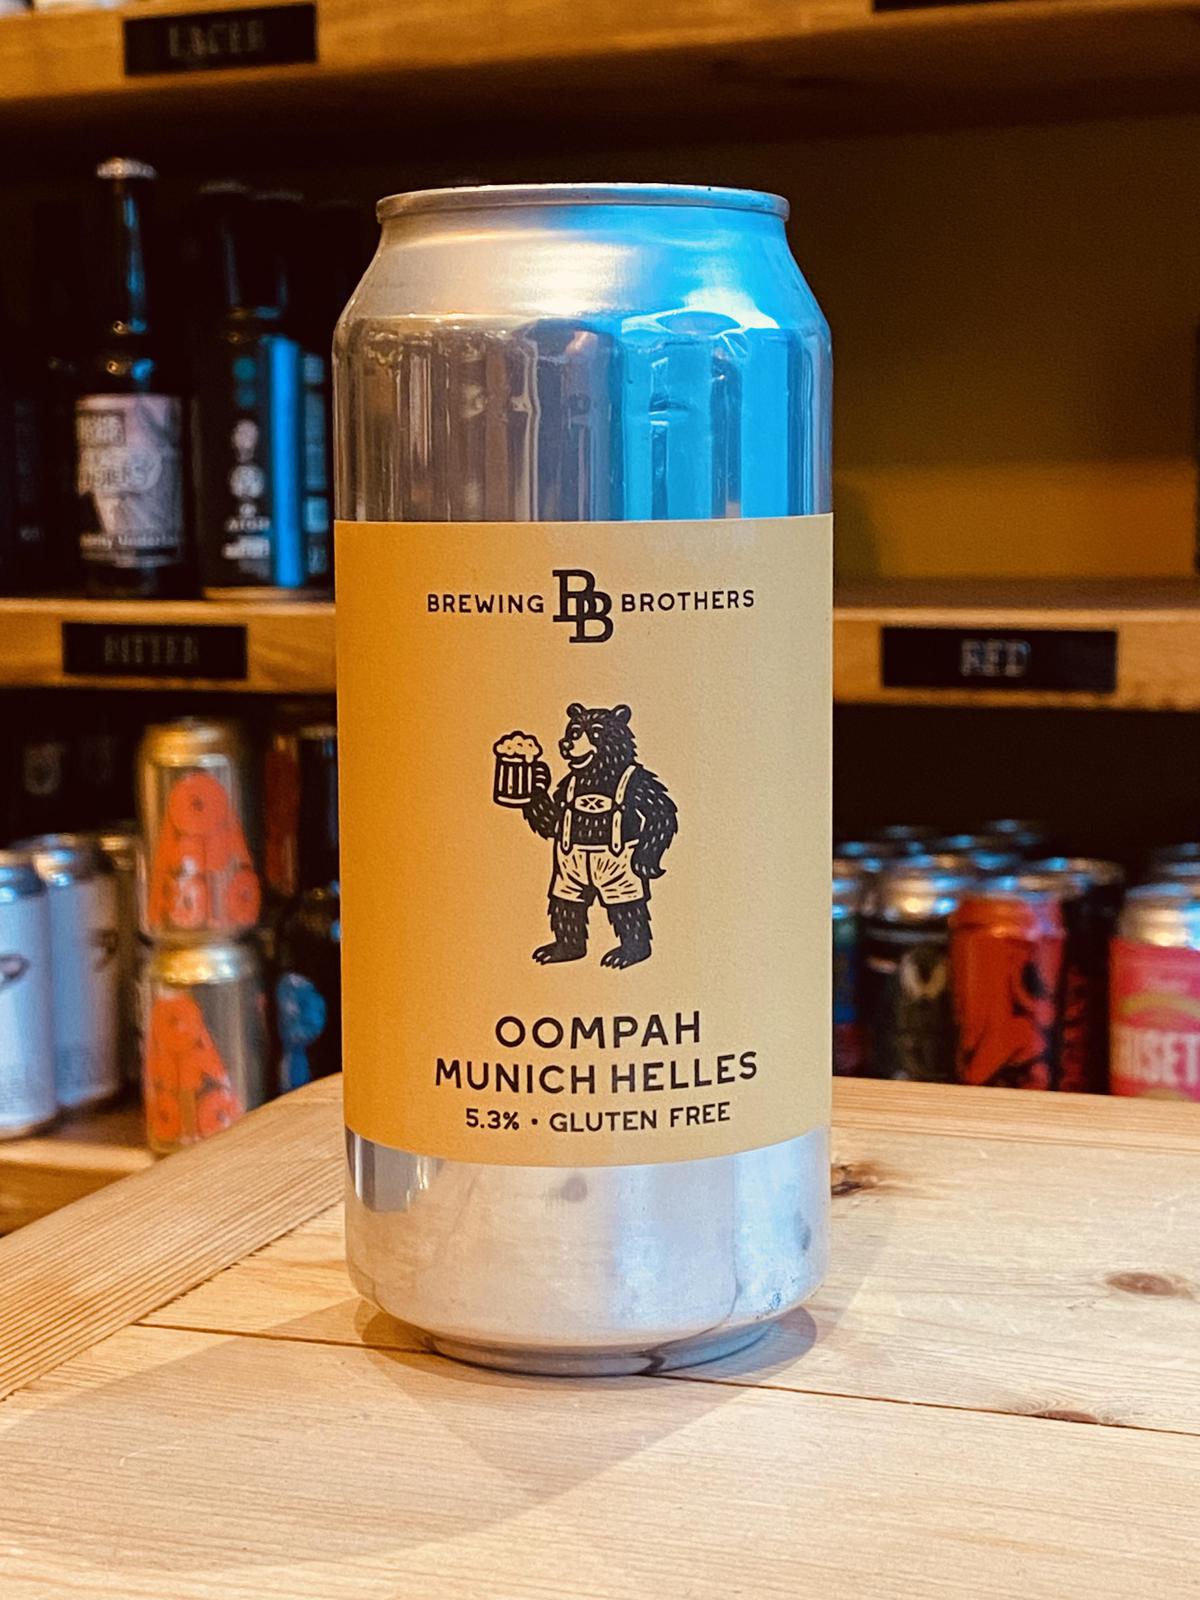 LAGER
BITTER
RED
BREWING BB BROTHERS
OOMPAH
MUNICH HELLES
5.3% • GLUTEN FREE